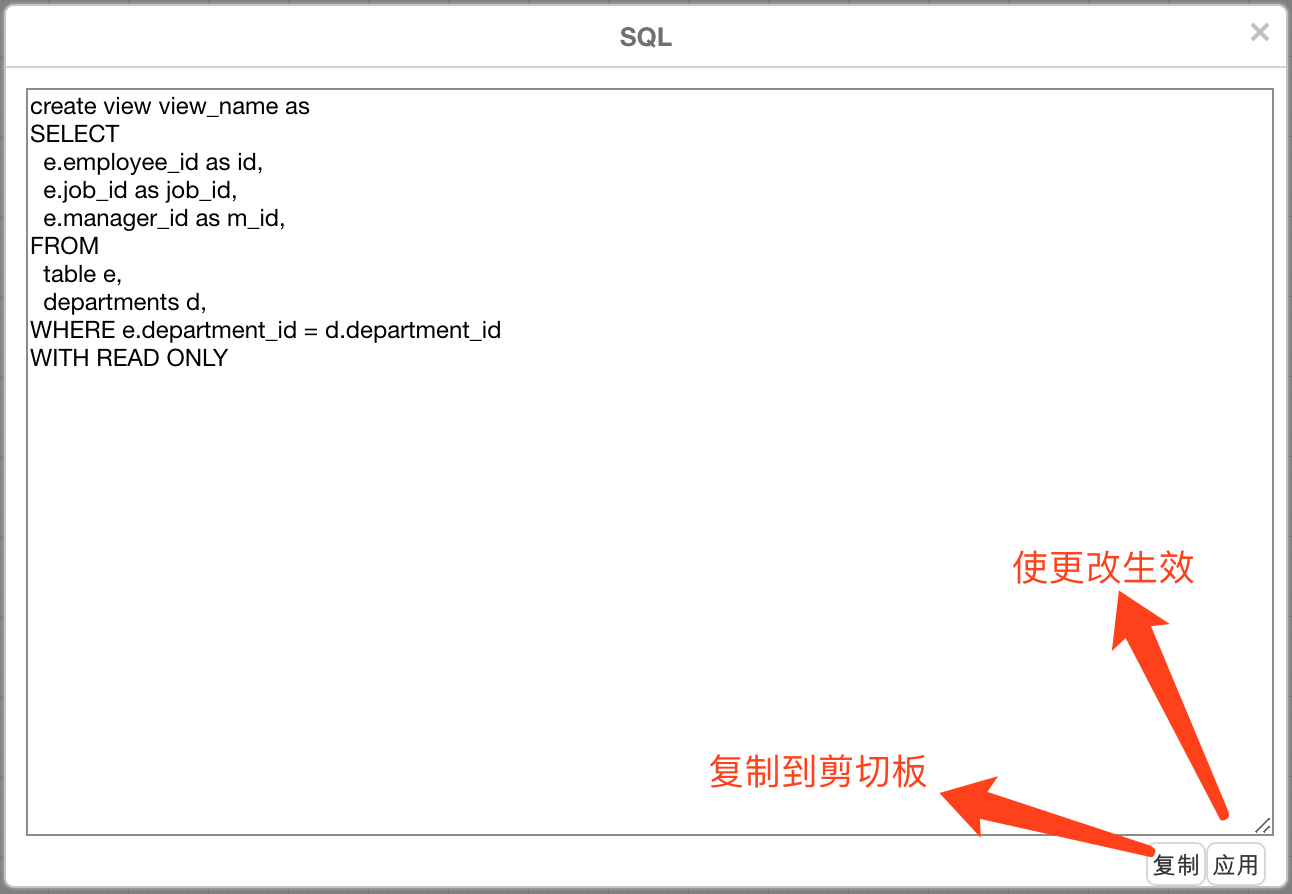 SQL
×
create view view_name as
SELECT
  e.employee_id as id,
  e.job_id as job_id,
  e.manager_id as m_id,
FROM
  table e,
  departments d,
WHERE e.department_id = d.department_id
WITH READ ONLY
使更改生效
复制到剪切板
复制 应用